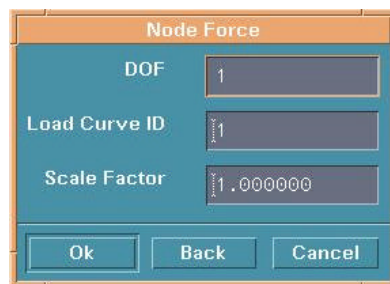 Node Force
DOF 1
Load Curve ID 1
Scale Factor 1.000000
Ok Back Cancel